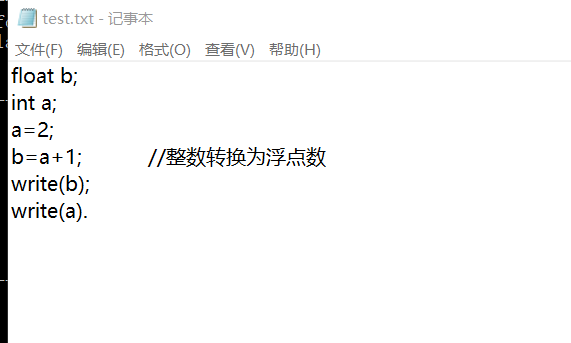 test.txt - 记事本
文件(F) 编辑(E) 格式(O) 查看(V) 帮助(H)
float b;
int a;
a=2;
b=a+1; //整数转换为浮点数
write(b);
write(a).